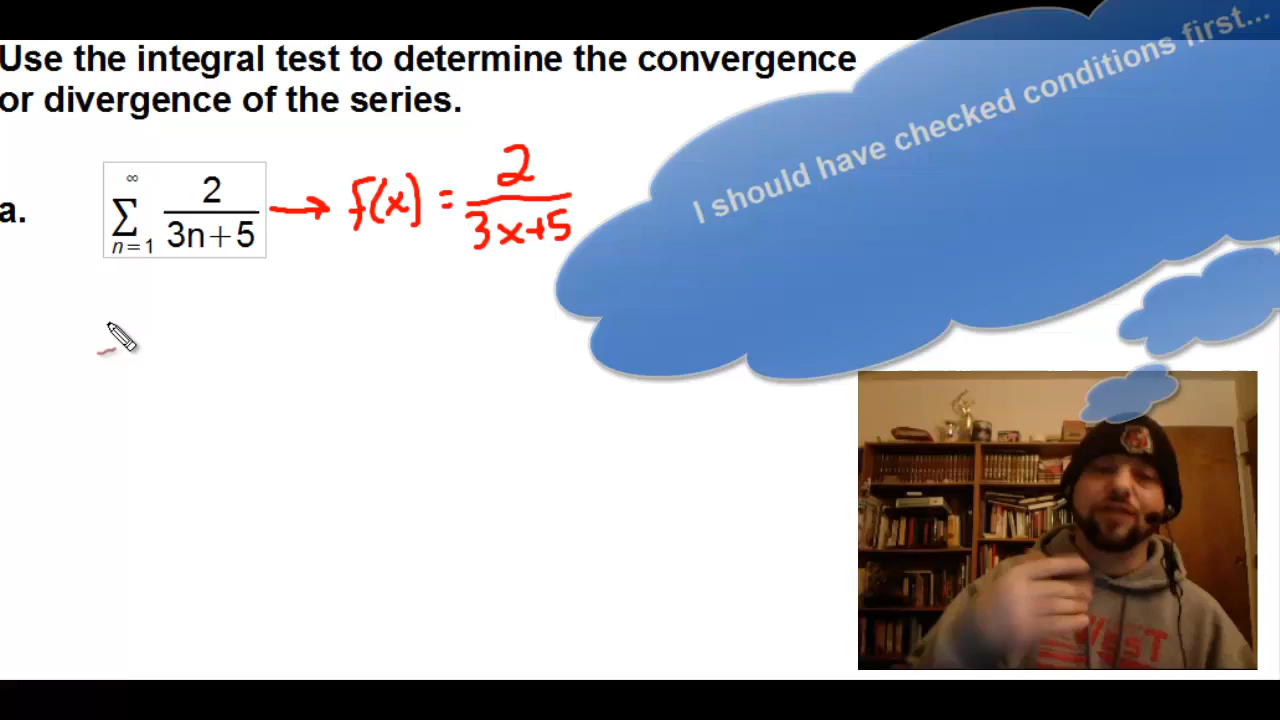 Use the integral test to determine the convergence
or divergence of the series.
I should have checked conditions first...
a. ∞ ∑ n=1 2/(3n+5) → f(x) = 2/(3x+5)
WEST